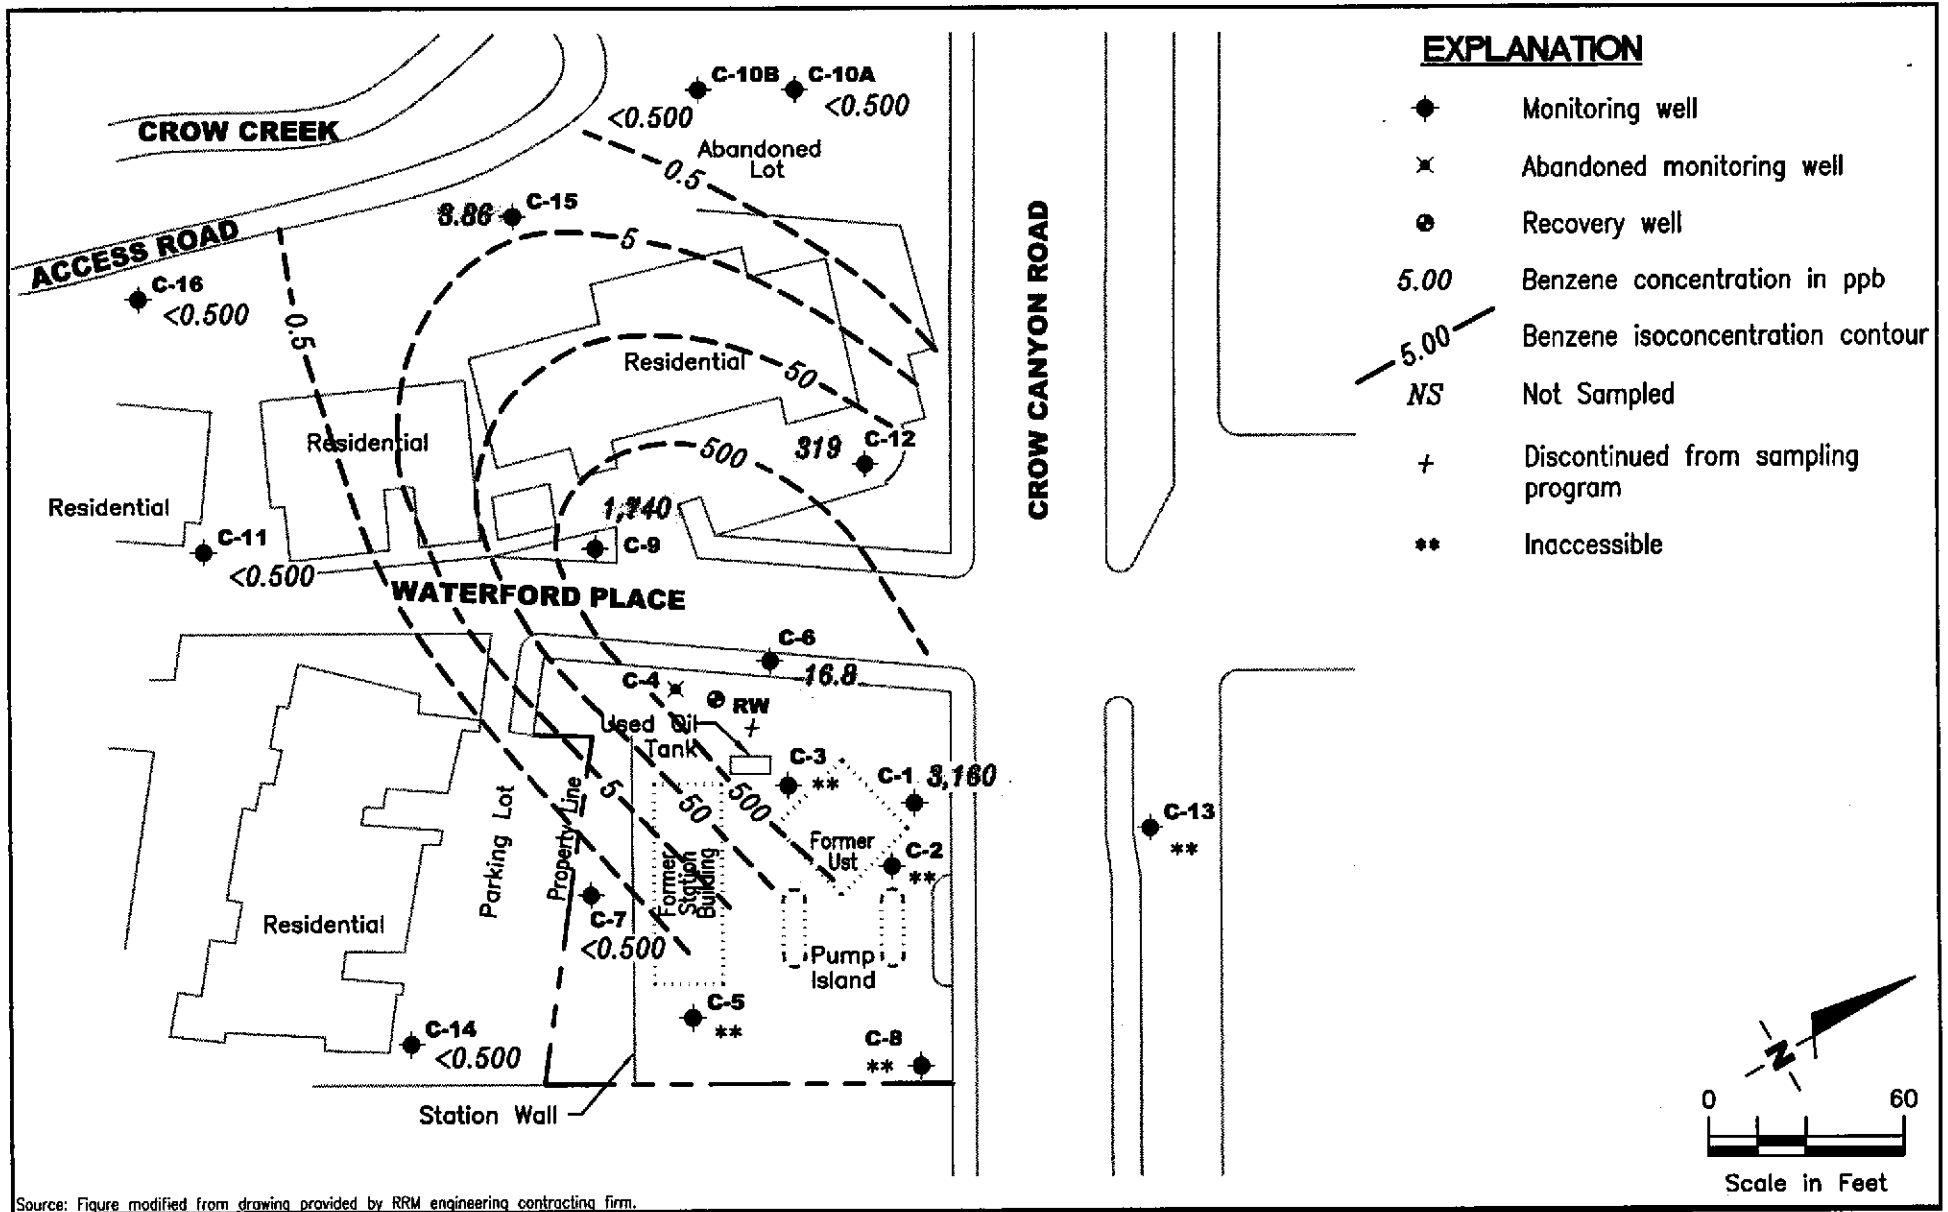 EXPLANATION
Monitoring well
Abandoned monitoring well
Recovery well
5.00 Benzene concentration in ppb
5.00 Benzene isoconcentration contour
NS Not Sampled
+ Discontinued from sampling
program
** Inaccessible
CROW CREEK
ACCESS ROAD
C-10B
<0.500
C-10A
<0.500
Abandoned
Lot
0.5
C-15
C-16
<0.500
0.5
5
Residential
50
CROW CANYON ROAD
Residential
319
C-12
500
Residential
C-9
C-11
<0.500
WATERFORD PLACE
C-6
16.8
C-4
RW
Used Oil
Tank
C-3
**
C-1
3,160
C-13
**
Former
Ust
C-2
**
5
50
500
Parking Lot
Property Line
Former
Station
Building
C-7
<0.500
Residential
Pump
Island
C-5
**
C-8
**
C-14
<0.500
Station Wall
N
0 60
Scale in Feet
Source: Figure modified from drawing provided by RRM engineering contracting firm.